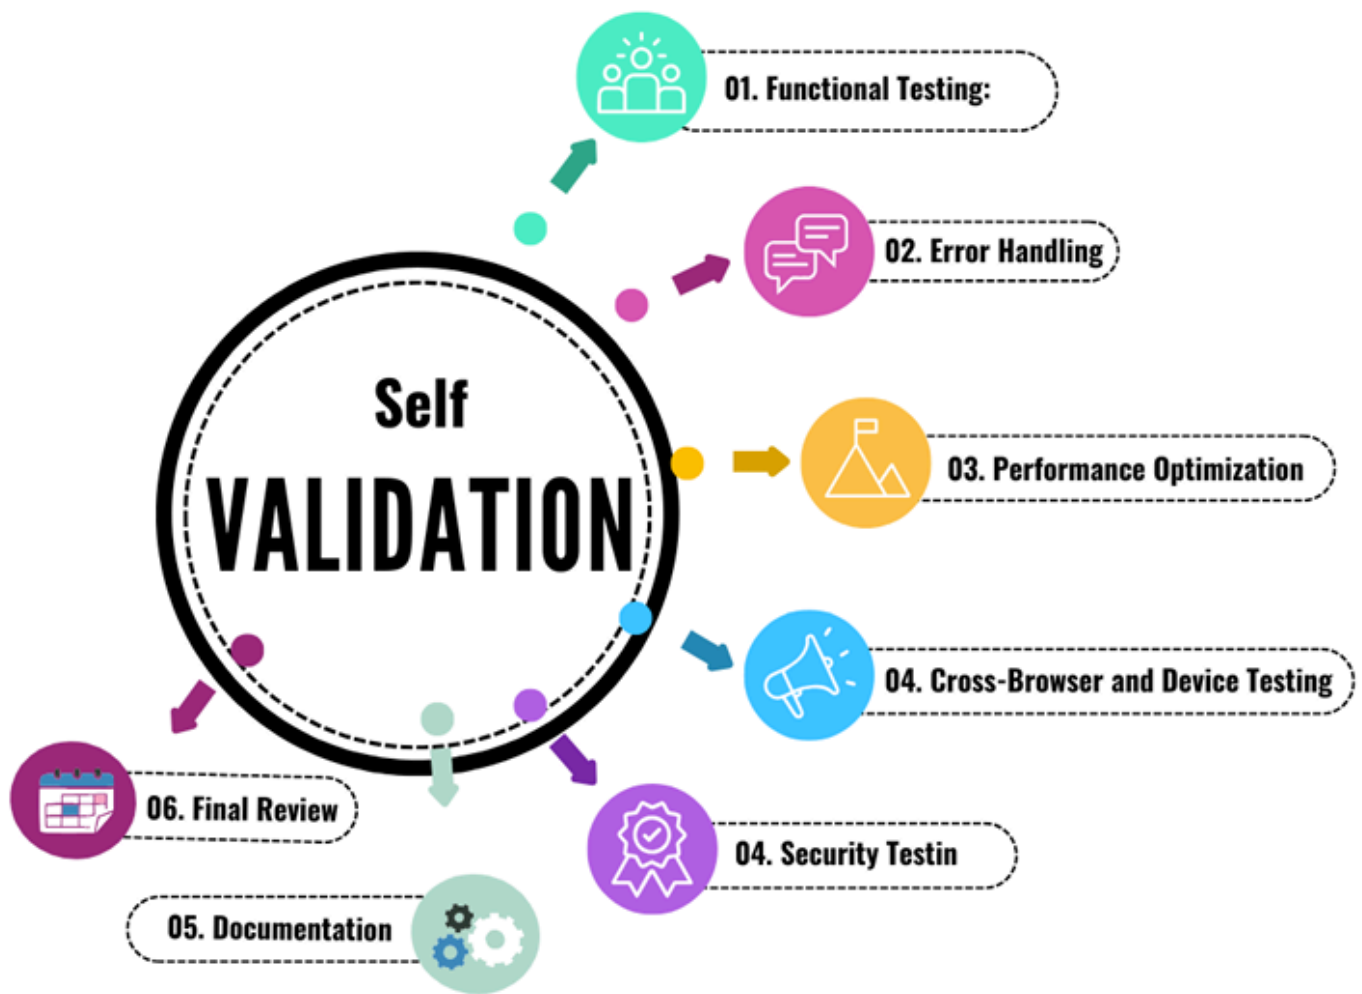 01. Functional Testing:
02. Error Handling
Self
VALIDATION
03. Performance Optimization
04. Cross-Browser and Device Testing
04. Security Testin
05. Documentation
06. Final Review